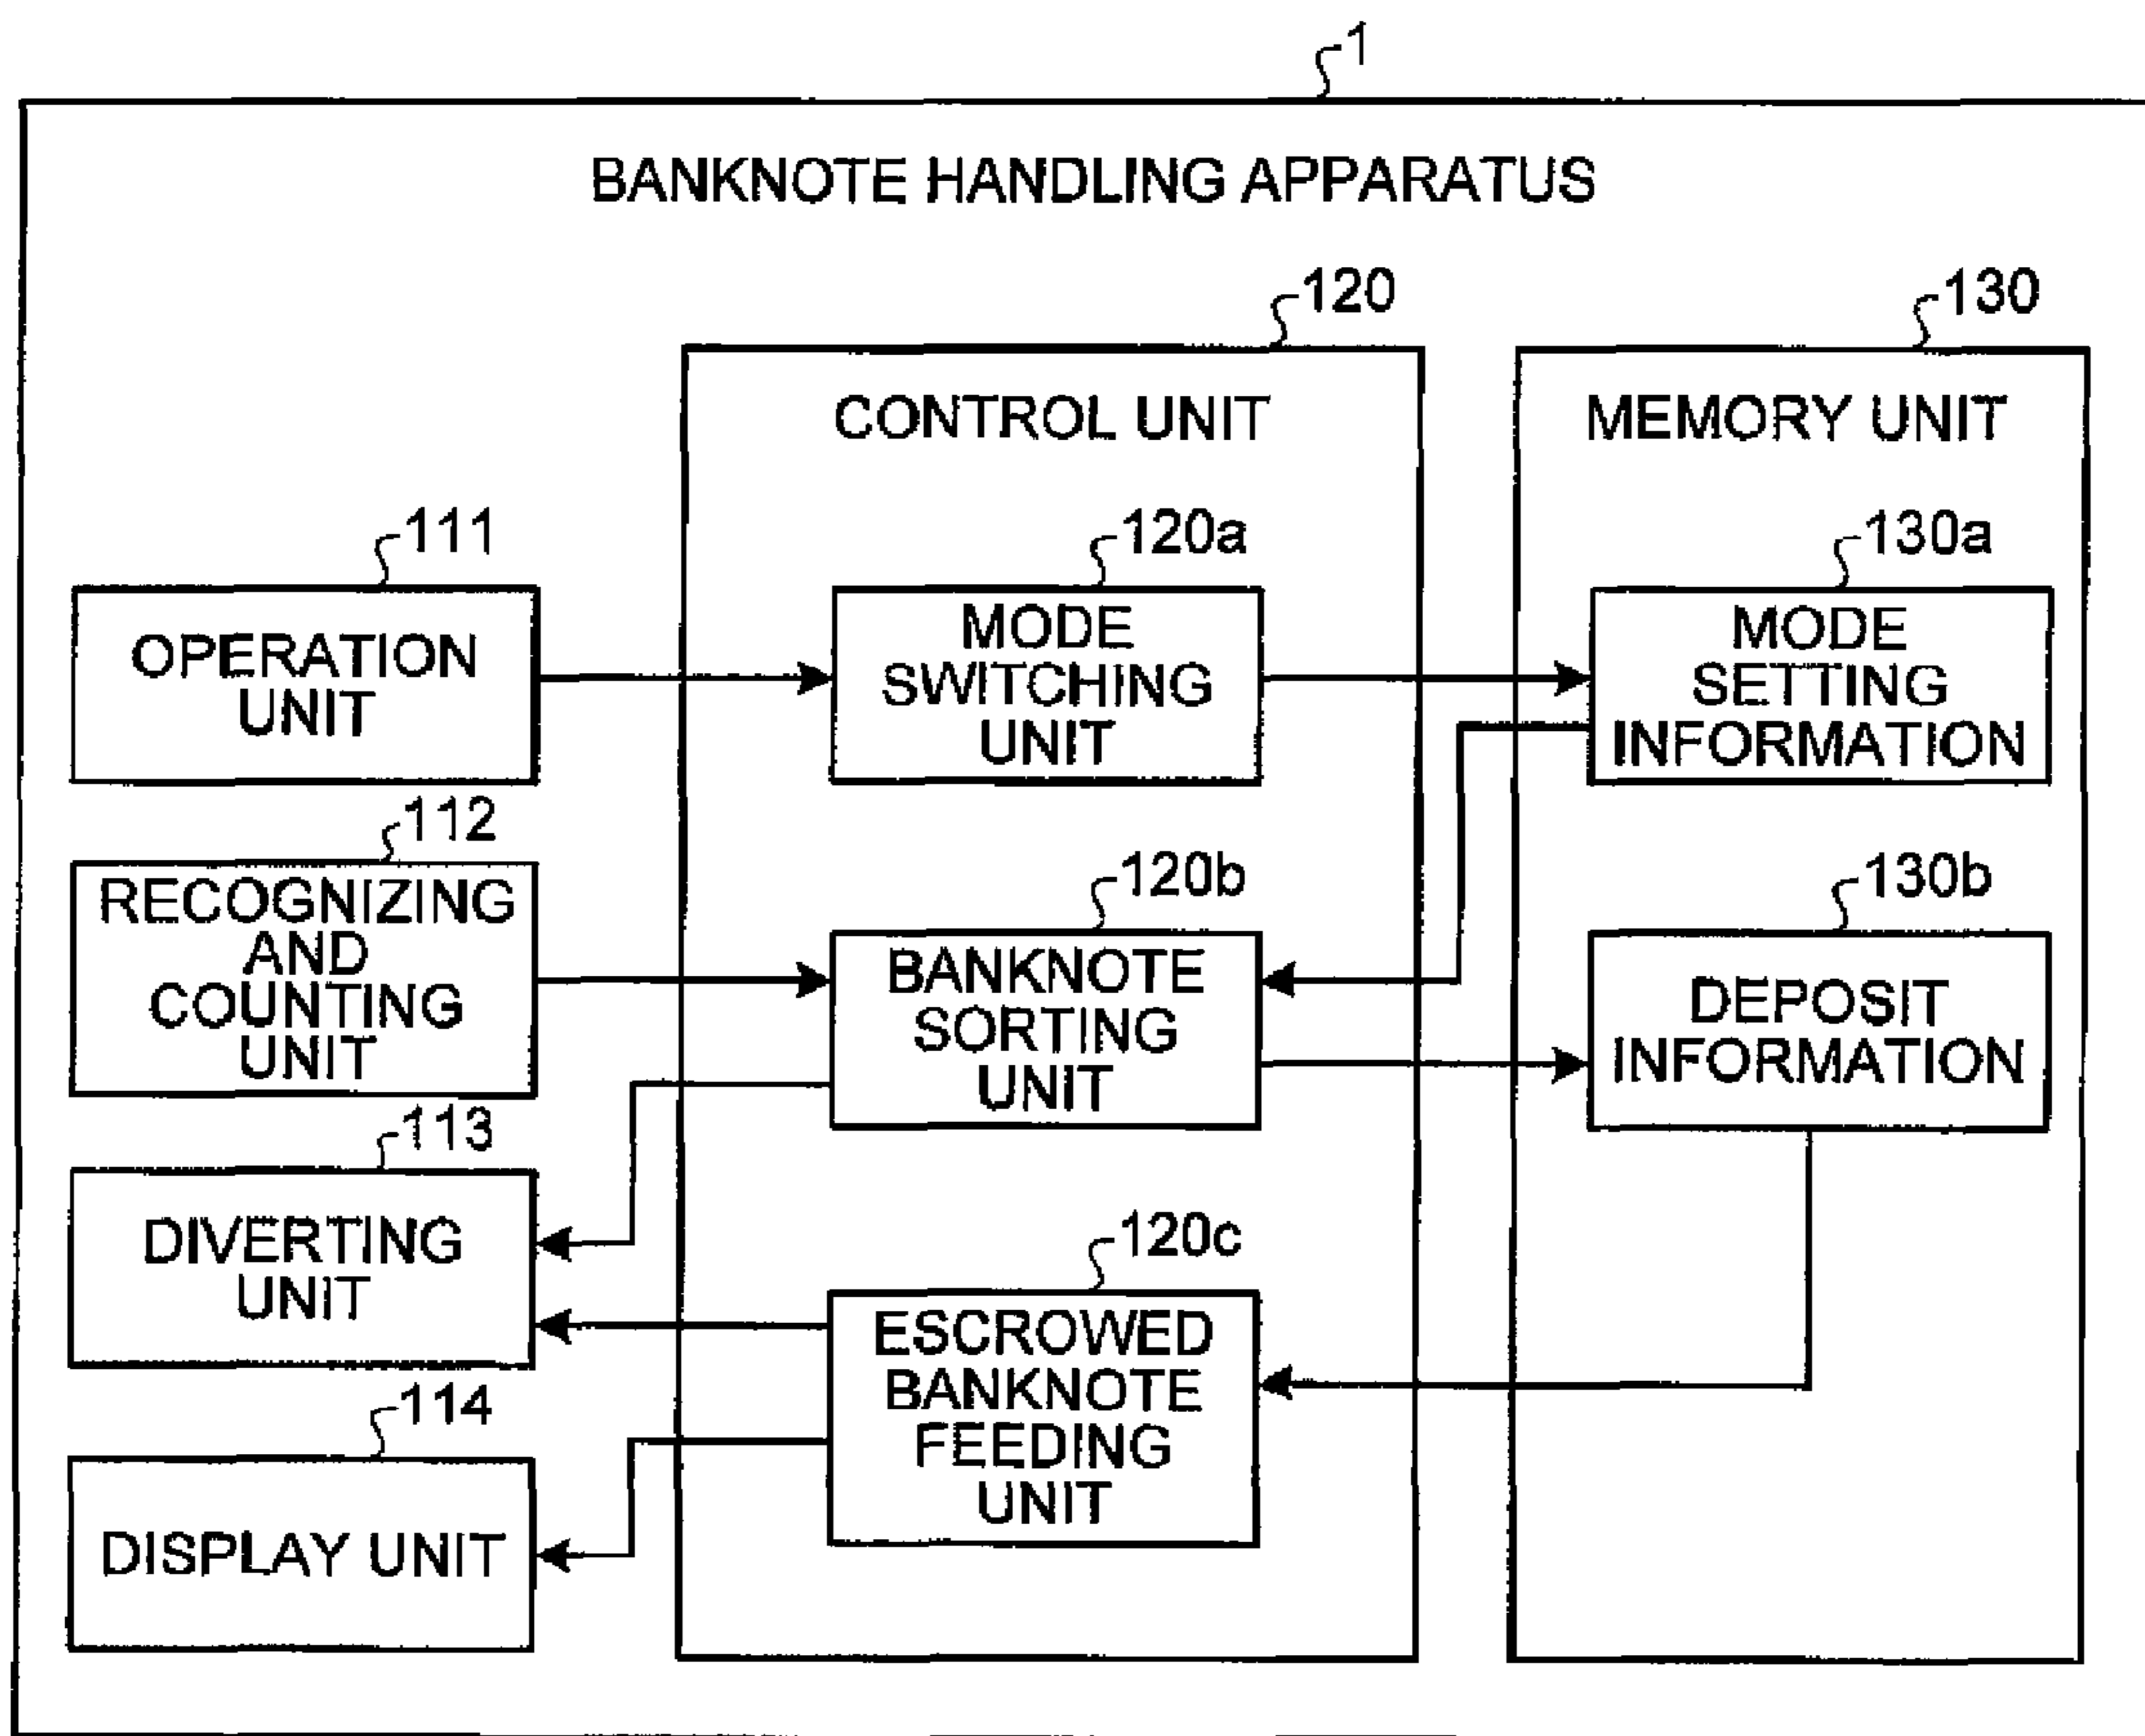 1
BANKNOTE HANDLING APPARATUS
120
130
CONTROL UNIT
MEMORY UNIT
111
120a
130a
OPERATION
UNIT
MODE
SWITCHING
UNIT
MODE
SETTING
INFORMATION
112
120b
130b
RECOGNIZING
AND
COUNTING
UNIT
BANKNOTE
SORTING
UNIT
DEPOSIT
INFORMATION
113
120c
DIVERTING
UNIT
ESCROWED
BANKNOTE
FEEDING
UNIT
114
DISPLAY UNIT